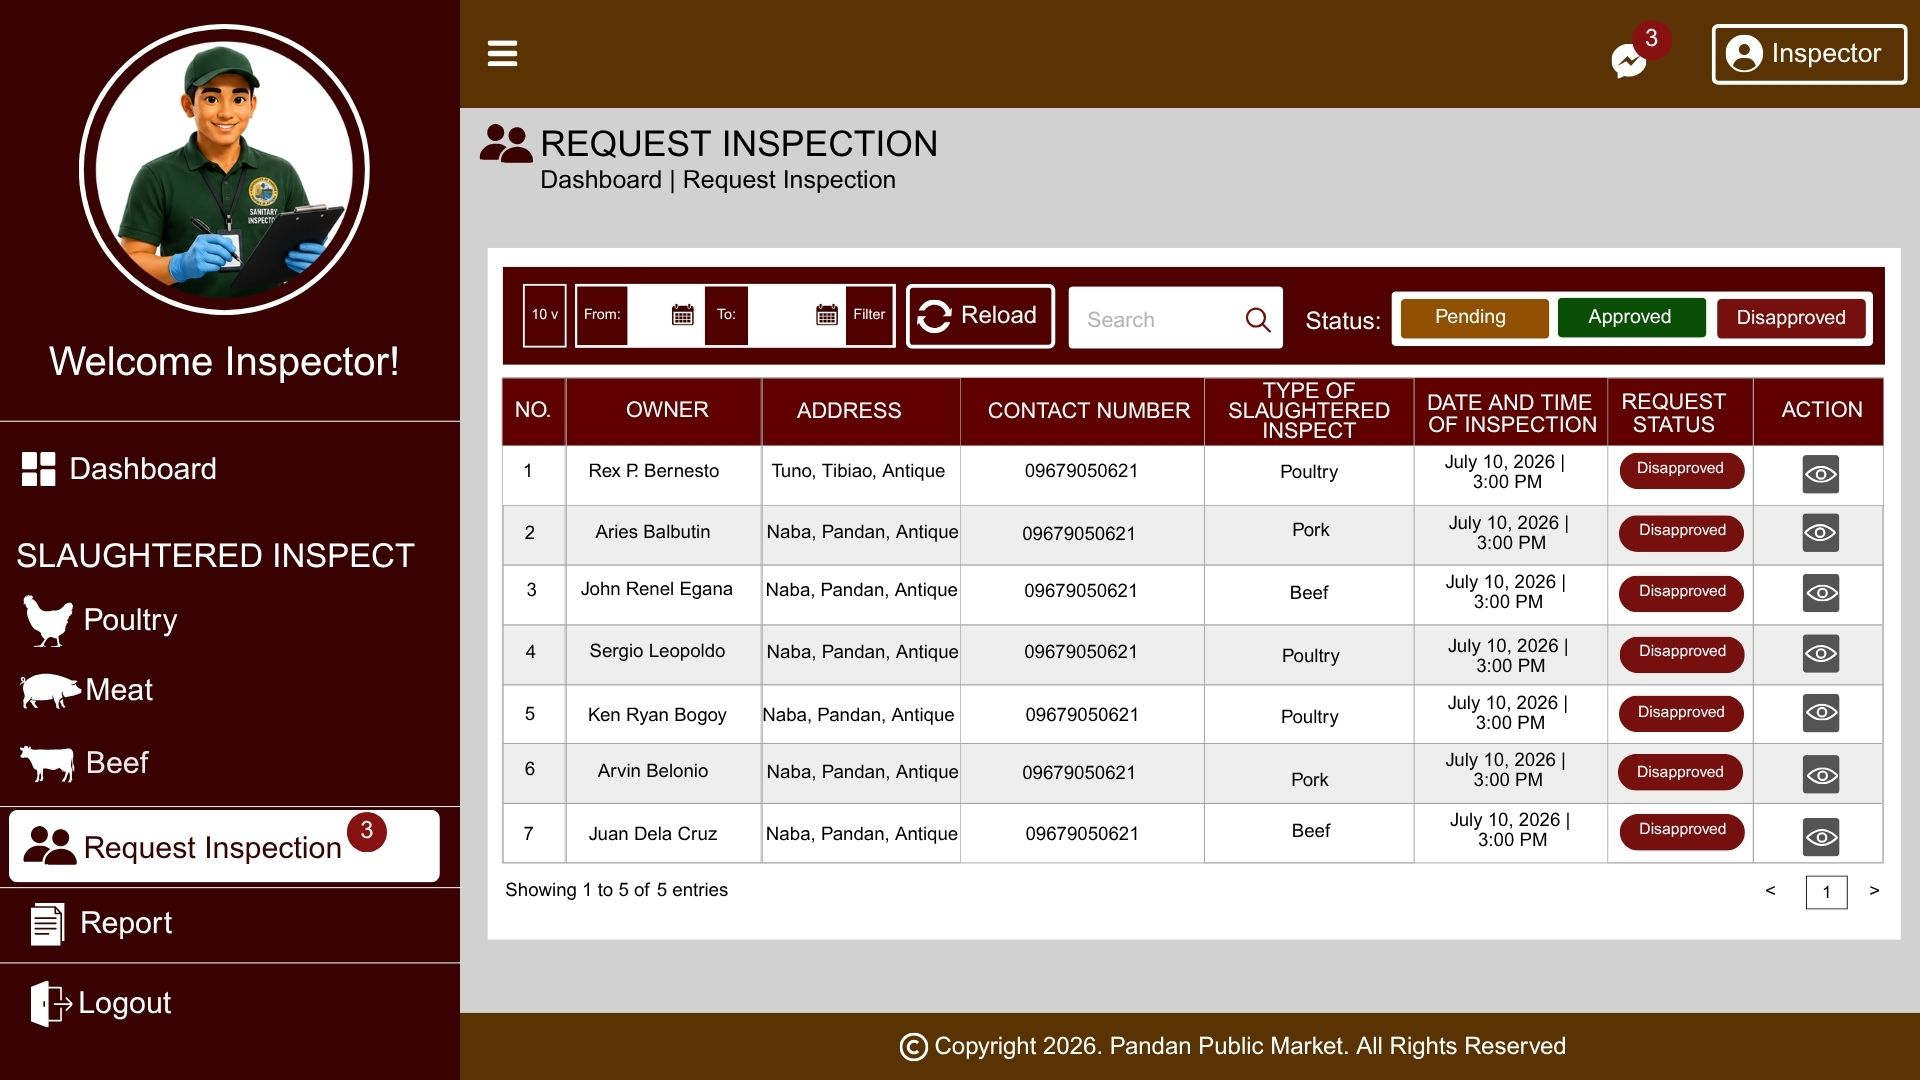 SANITARY
INSPECTOR
Welcome Inspector!
Dashboard
SLAUGHTERED INSPECT
Poultry
Meat
Beef
Request Inspection 3
Report
Logout
3
Inspector
REQUEST INSPECTION
Dashboard | Request Inspection
10 v From: To: Filter Reload Search Status: Pending Approved Disapproved
NO. OWNER ADDRESS CONTACT NUMBER TYPE OF SLAUGHTERED INSPECT DATE AND TIME OF INSPECTION REQUEST STATUS ACTION
1 Rex P. Bernesto Tuno, Tibiao, Antique 09679050621 Poultry July 10, 2026 | 3:00 PM Disapproved
2 Aries Balbutin Naba, Pandan, Antique 09679050621 Pork July 10, 2026 | 3:00 PM Disapproved
3 John Renel Egana Naba, Pandan, Antique 09679050621 Beef July 10, 2026 | 3:00 PM Disapproved
4 Sergio Leopoldo Naba, Pandan, Antique 09679050621 Poultry July 10, 2026 | 3:00 PM Disapproved
5 Ken Ryan Bogoy Naba, Pandan, Antique 09679050621 Poultry July 10, 2026 | 3:00 PM Disapproved
6 Arvin Belonio Naba, Pandan, Antique 09679050621 Pork July 10, 2026 | 3:00 PM Disapproved
7 Juan Dela Cruz Naba, Pandan, Antique 09679050621 Beef July 10, 2026 | 3:00 PM Disapproved
Showing 1 to 5 of 5 entries < 1 >
© Copyright 2026. Pandan Public Market. All Rights Reserved